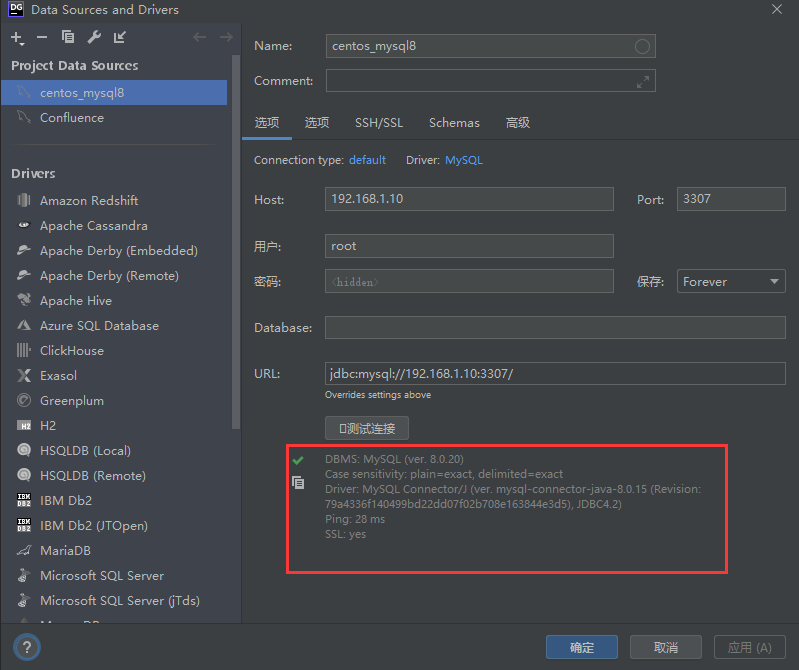 DG Data Sources and Drivers
Project Data Sources
centos_mysql8
Confluence
Drivers
Amazon Redshift
Apache Cassandra
Apache Derby (Embedded)
Apache Derby (Remote)
Apache Hive
Azure SQL Database
ClickHouse
Exasol
Greenplum
H2
HSQLDB (Local)
HSQLDB (Remote)
IBM Db2
IBM Db2 (JTOpen)
MariaDB
Microsoft SQL Server
Microsoft SQL Server (jTds)
Name: centos_mysql8
Comment:
选项 选项 SSH/SSL Schemas 高级
Connection type: default Driver: MySQL
Host: 192.168.1.10 Port: 3307
用户: root
密码: <hidden> 保存: Forever
Database:
URL: jdbc:mysql://192.168.1.10:3307/
Overrides settings above
测试连接
DBMS: MySQL (ver. 8.0.20)
Case sensitivity: plain=exact, delimited=exact
Driver: MySQL Connector/J (ver. mysql-connector-java-8.0.15 (Revision:
79a4336f140499bd22dd07f02b708e163844e3d5), JDBC4.2)
Ping: 28 ms
SSL: yes
? 确定 取消 应用 (A)